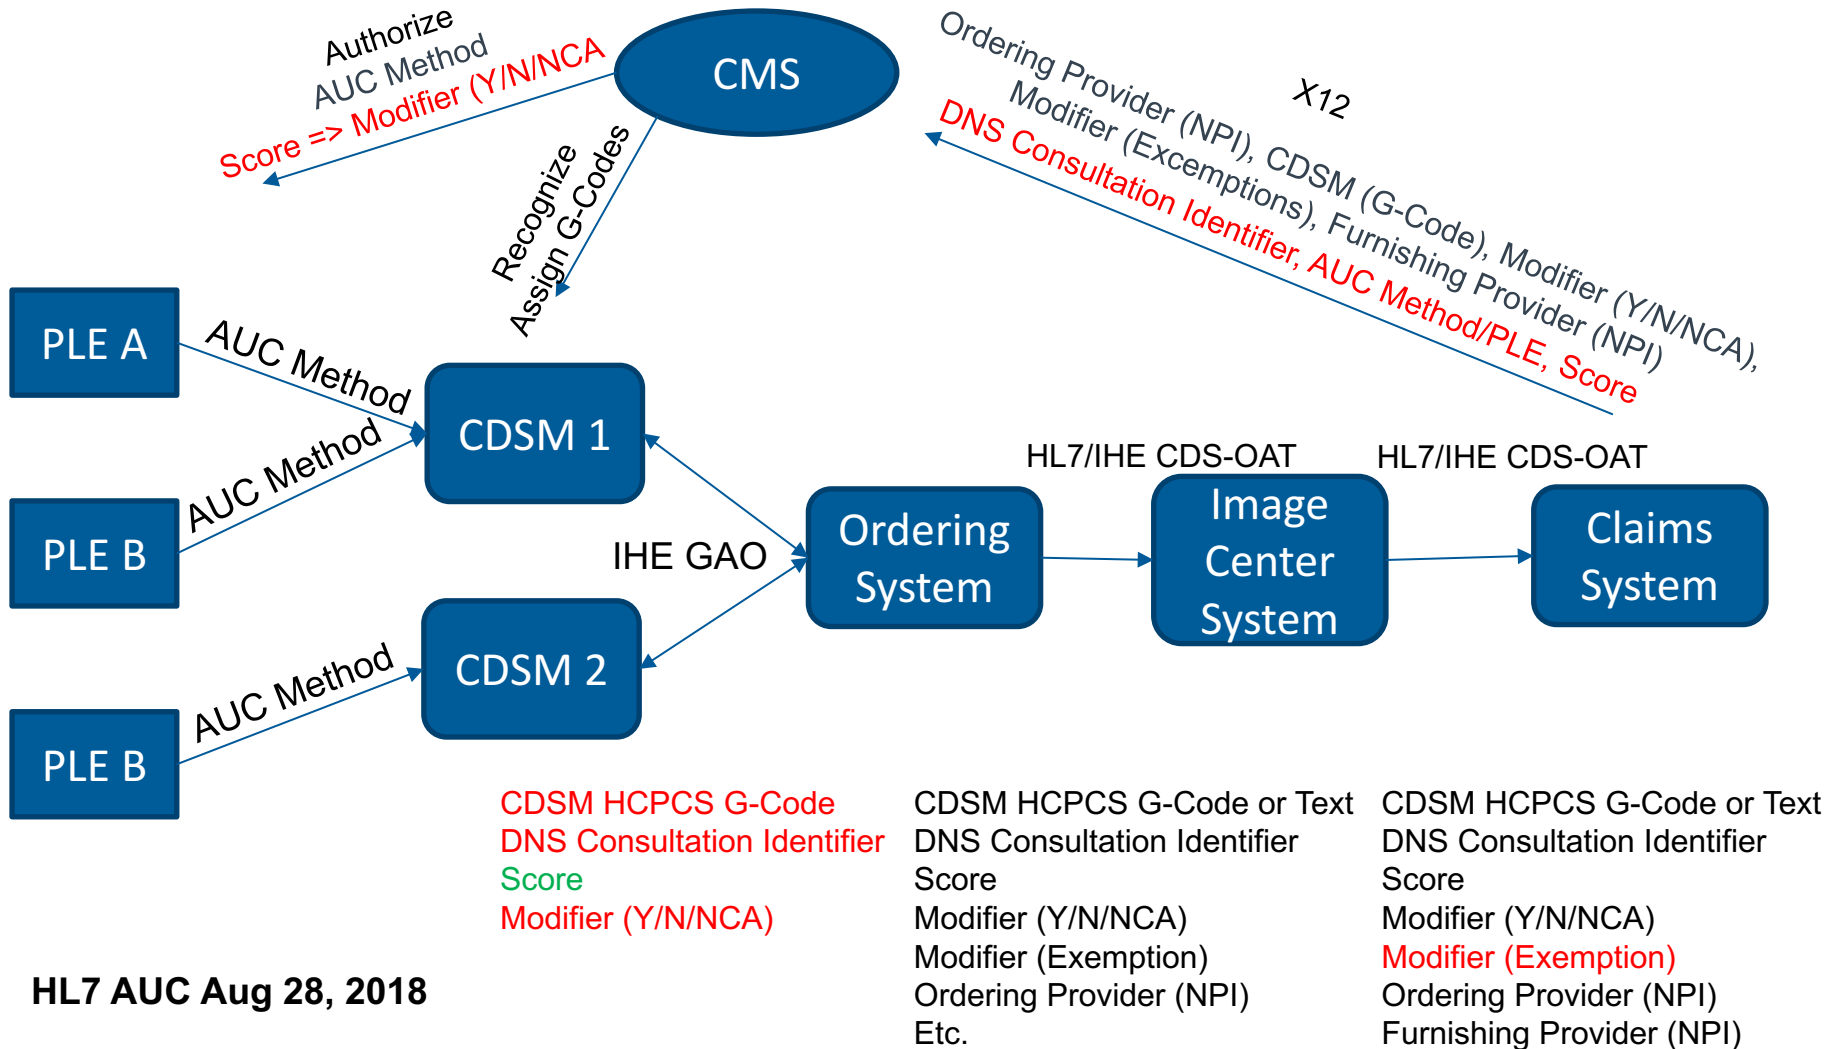 Authorize
AUC Method
Score => Modifier (Y/N/NCA
CMS
X12
Ordering Provider (NPI), CDSM (G-Code), Modifier (Y/N/NCA),
Modifier (Excemptions), Furnishing Provider (NPI)
DNS Consultation Identifier, AUC Method/PLE, Score
Recognize
Assign G-Codes
PLE A
AUC Method
CDSM 1
PLE B
AUC Method
PLE B
AUC Method
CDSM 2
IHE GAO
Ordering
System
HL7/IHE CDS-OAT
Image
Center
System
HL7/IHE CDS-OAT
Claims
System
CDSM HCPCS G-Code
DNS Consultation Identifier
Score
Modifier (Y/N/NCA)
CDSM HCPCS G-Code or Text
DNS Consultation Identifier
Score
Modifier (Y/N/NCA)
Modifier (Exemption)
Ordering Provider (NPI)
Etc.
CDSM HCPCS G-Code or Text
DNS Consultation Identifier
Score
Modifier (Y/N/NCA)
Modifier (Exemption)
Ordering Provider (NPI)
Furnishing Provider (NPI)
HL7 AUC Aug 28, 2018